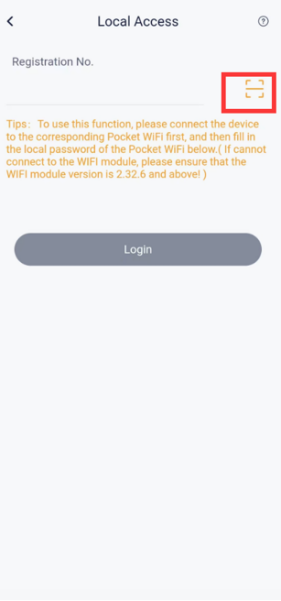 Local Access
Registration No.
Tips： To use this function, please connect the device
to the corresponding Pocket WiFi first, and then fill in
the local password of the Pocket WiFi below.( If cannot
connect to the WIFI module, please ensure that the
WIFI module version is 2.32.6 and above! )
Login